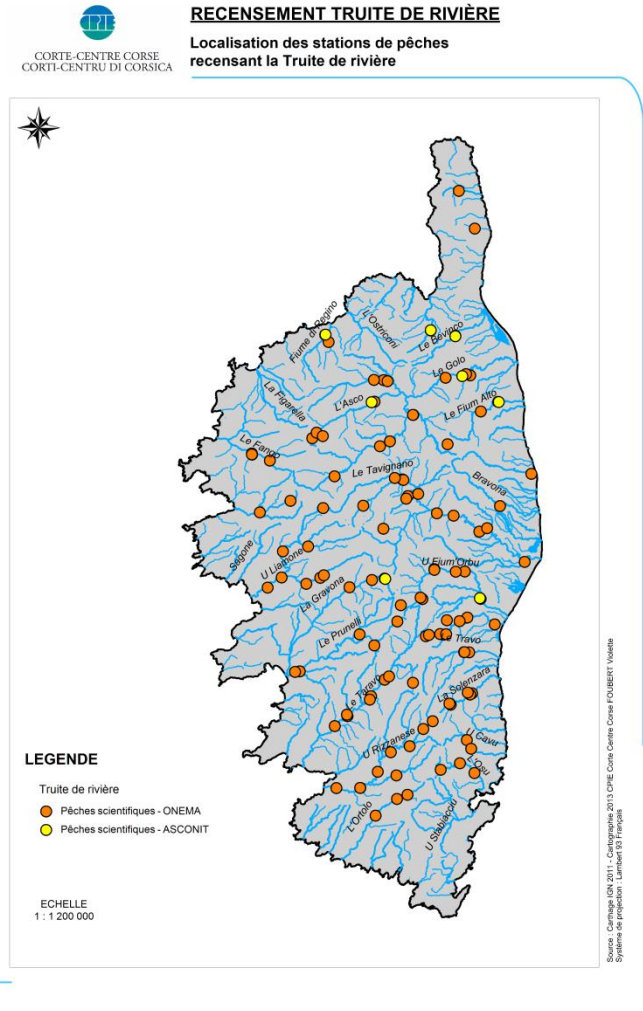 CPIE
CORTE-CENTRE CORSE
CORTI-CENTRU DI CORSICA
RECENSEMENT TRUITE DE RIVIÈRE
Localisation des stations de pêches
recensant la Truite de rivière
Fiume di Regino
L'Ostriconi
Le Bevinco
Le Golo
La Figarella
L'Asco
Le Fium Alto
Le Fango
Le Tavignano
Bravona
Sagone
U Liamone
U Fium'Orbu
La Gravona
Le Prunelli
Le Travo
Le Taravo
La Solenzara
U Rizzanese
U Cavu
L'Osu
L'Ortolo
U Stabiacciu
LEGENDE
Truite de rivière
Pêches scientifiques - ONEMA
Pêches scientifiques - ASCONIT
ECHELLE
1 : 1 200 000
Source : Carthage IGN 2011 - Cartographie 2013 CPIE Corte Centre Corse FOUBERT Violette
Système de projection : Lambert 93 Français